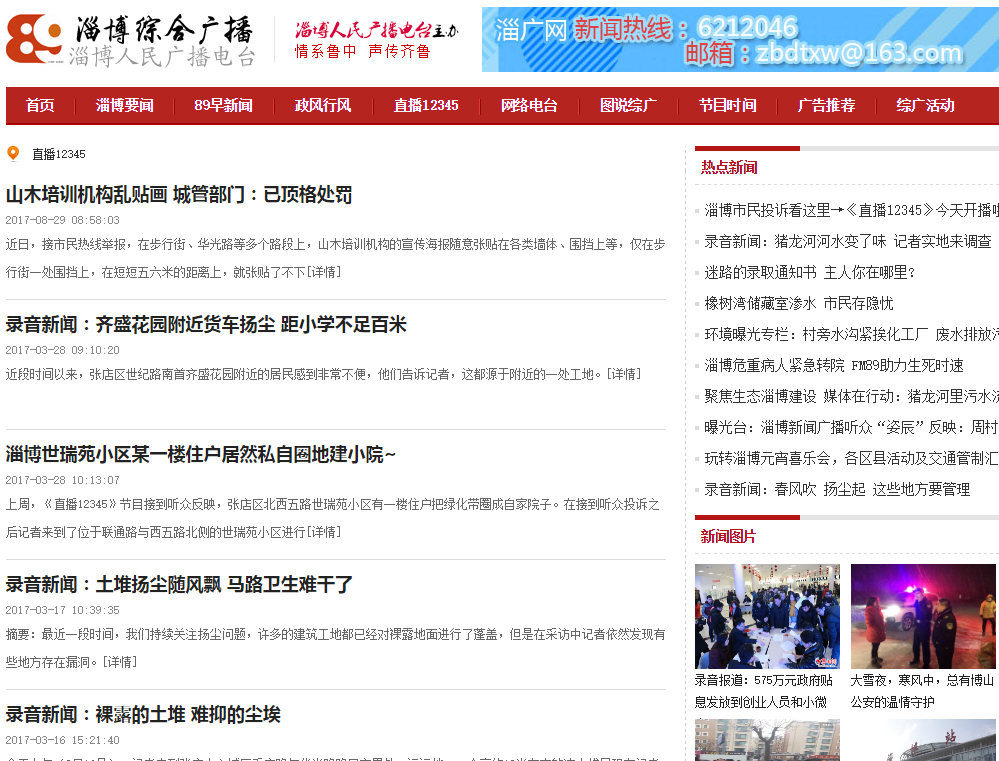 淄博综合广播
淄博人民广播电台
淄博人民广播电台主办
情系鲁中 声传齐鲁
淄广网 新闻热线：6212046
邮箱：zbdtxw@163.com
首页 淄博要闻 89早新闻 政风行风 直播12345 网络电台 图说综广 节目时间 广告推荐 综广活动
直播12345
山木培训机构乱贴画 城管部门：已顶格处罚
2017-08-29 08:58:03
近日，接市民热线举报，在步行街、华光路等多个路段上，山木培训机构的宣传海报随意张贴在各类墙体、围挡上等，仅在步
行街一处围挡上，在短短五六米的距离上，就张贴了不下[详情]
录音新闻：齐盛花园附近货车扬尘 距小学不足百米
2017-03-28 09:10:20
近段时间以来，张店区世纪路南首齐盛花园附近的居民感到非常不便，他们告诉记者，这都源于附近的一处工地。[详情]
淄博世瑞苑小区某一楼住户居然私自圈地建小院~
2017-03-28 10:13:07
上周，《直播12345》节目接到听众反映，张店区北西五路世瑞苑小区有一楼住户把绿化带圈成自家院子。在接到听众投诉之
后记者来到了位于联通路与西五路北侧的世瑞苑小区进行[详情]
录音新闻：土堆扬尘随风飘 马路卫生难干了
2017-03-17 10:39:35
摘要：最近一段时间，我们持续关注扬尘问题，许多的建筑工地都已经对裸露地面进行了蓬盖，但是在采访中记者依然发现有
些地方存在漏洞。[详情]
录音新闻：裸露的土堆 难抑的尘埃
2017-03-16 15:21:40
热点新闻
淄博市民投诉看这里→《直播12345》今天开播啦
录音新闻：猪龙河河水变了味 记者实地来调查
迷路的录取通知书 主人你在哪里？
橡树湾储藏室渗水 市民存隐忧
环境曝光专栏：村旁水沟紧挨化工厂 废水排放污
淄博危重病人紧急转院 FM89助力生死时速
聚焦生态淄博建设 媒体在行动：猪龙河里污水流
曝光台：淄博新闻广播听众“姿辰”反映：周村
玩转淄博元宵喜乐会，各区县活动及交通管制汇
录音新闻：春风吹 扬尘起 这些地方要管理
新闻图片
录音报道：575万元政府贴
息发放到创业人员和小微
大雪夜，寒风中，总有博山
公安的温情守护